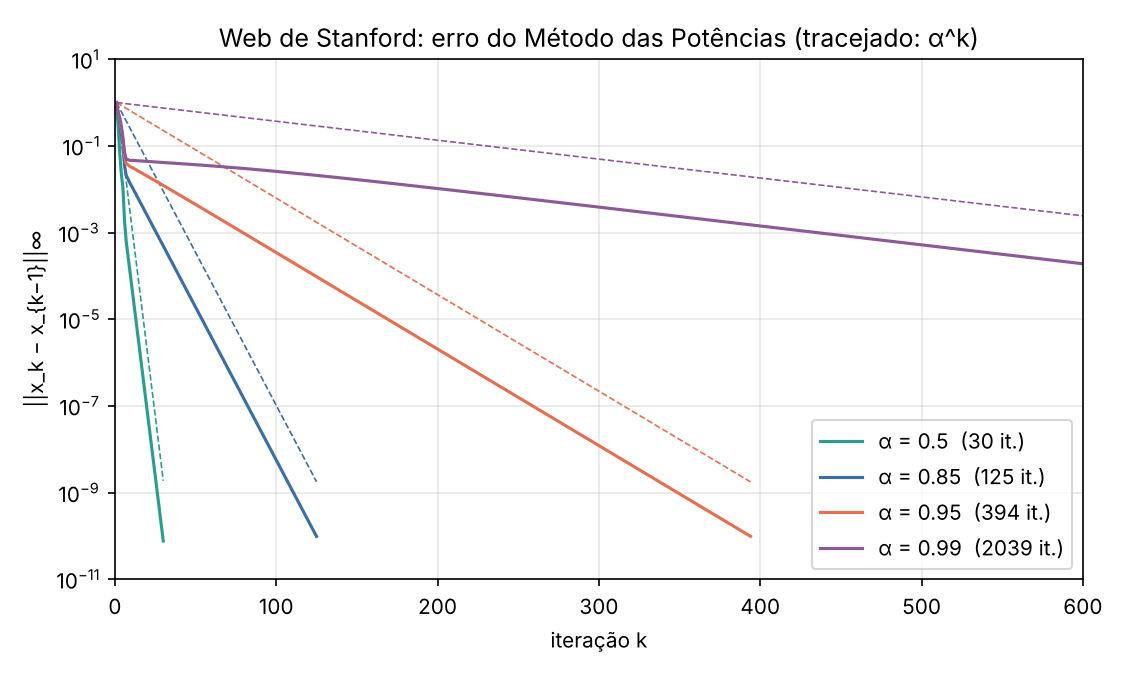 Web de Stanford: erro do Método das Potências (tracejado: α^k)
||x_k − x_{k−1}||∞
10^1
10^−1
10^−3
10^−5
10^−7
10^−9
10^−11
α = 0.5 (30 it.)
α = 0.85 (125 it.)
α = 0.95 (394 it.)
α = 0.99 (2039 it.)
0 100 200 300 400 500 600
iteração k